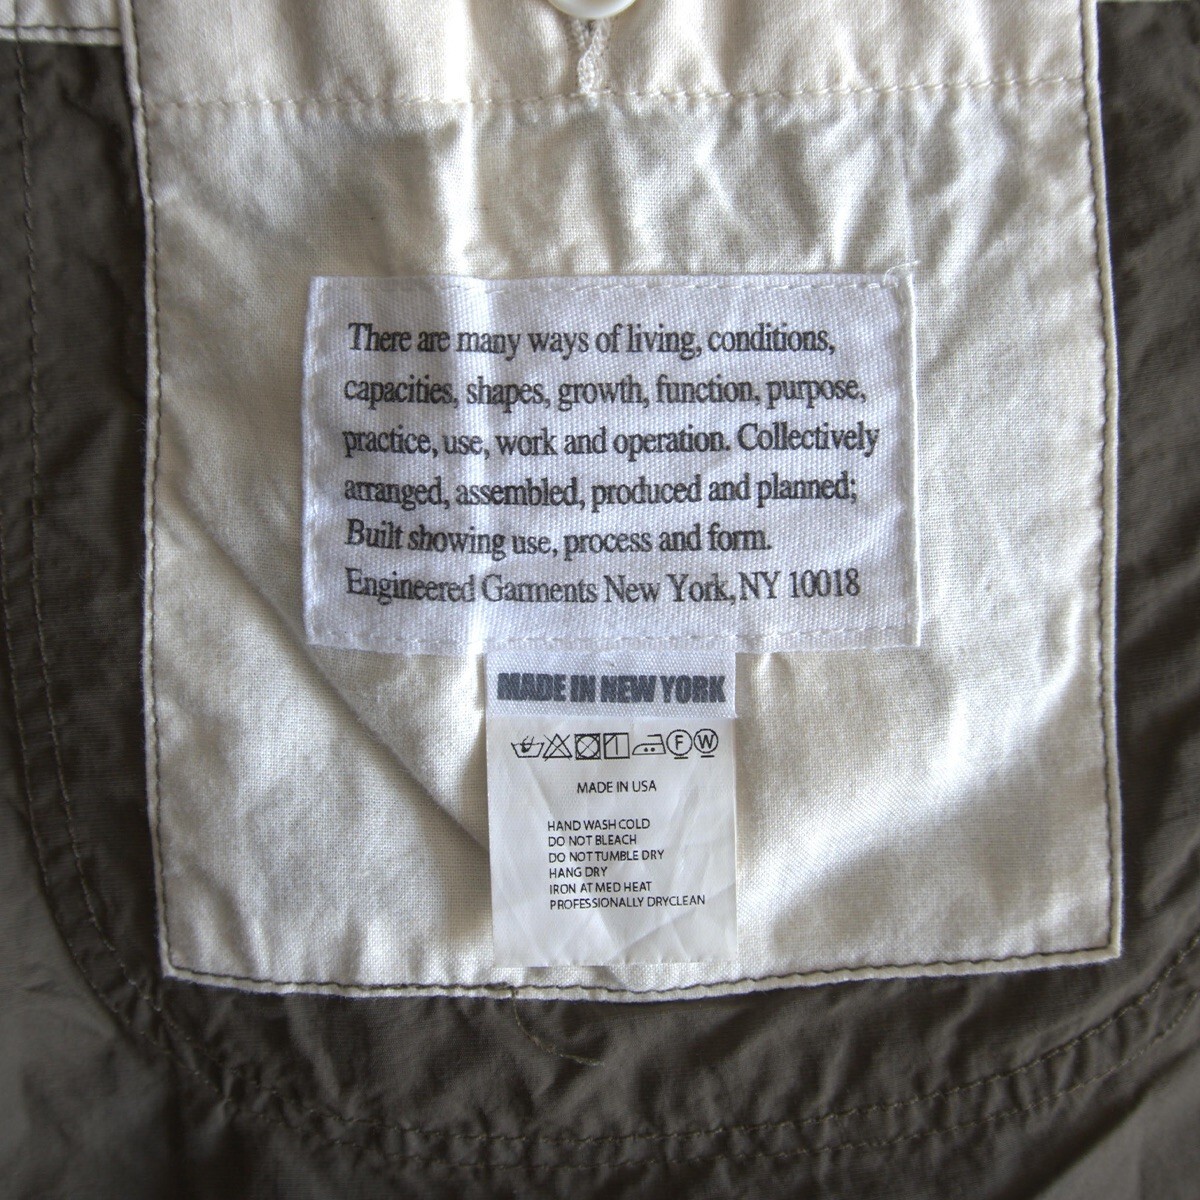 There are many ways of living, conditions,
capacities, shapes, growth, function, purpose,
practice, use, work and operation. Collectively
arranged, assembled, produced and planned;
Built showing use, process and form.
Engineered Garments New York, NY 10018
MADE IN NEW YORK
F W
MADE IN USA
HAND WASH COLD
DO NOT BLEACH
DO NOT TUMBLE DRY
HANG DRY
IRON AT MED HEAT
PROFESSIONALLY DRYCLEAN